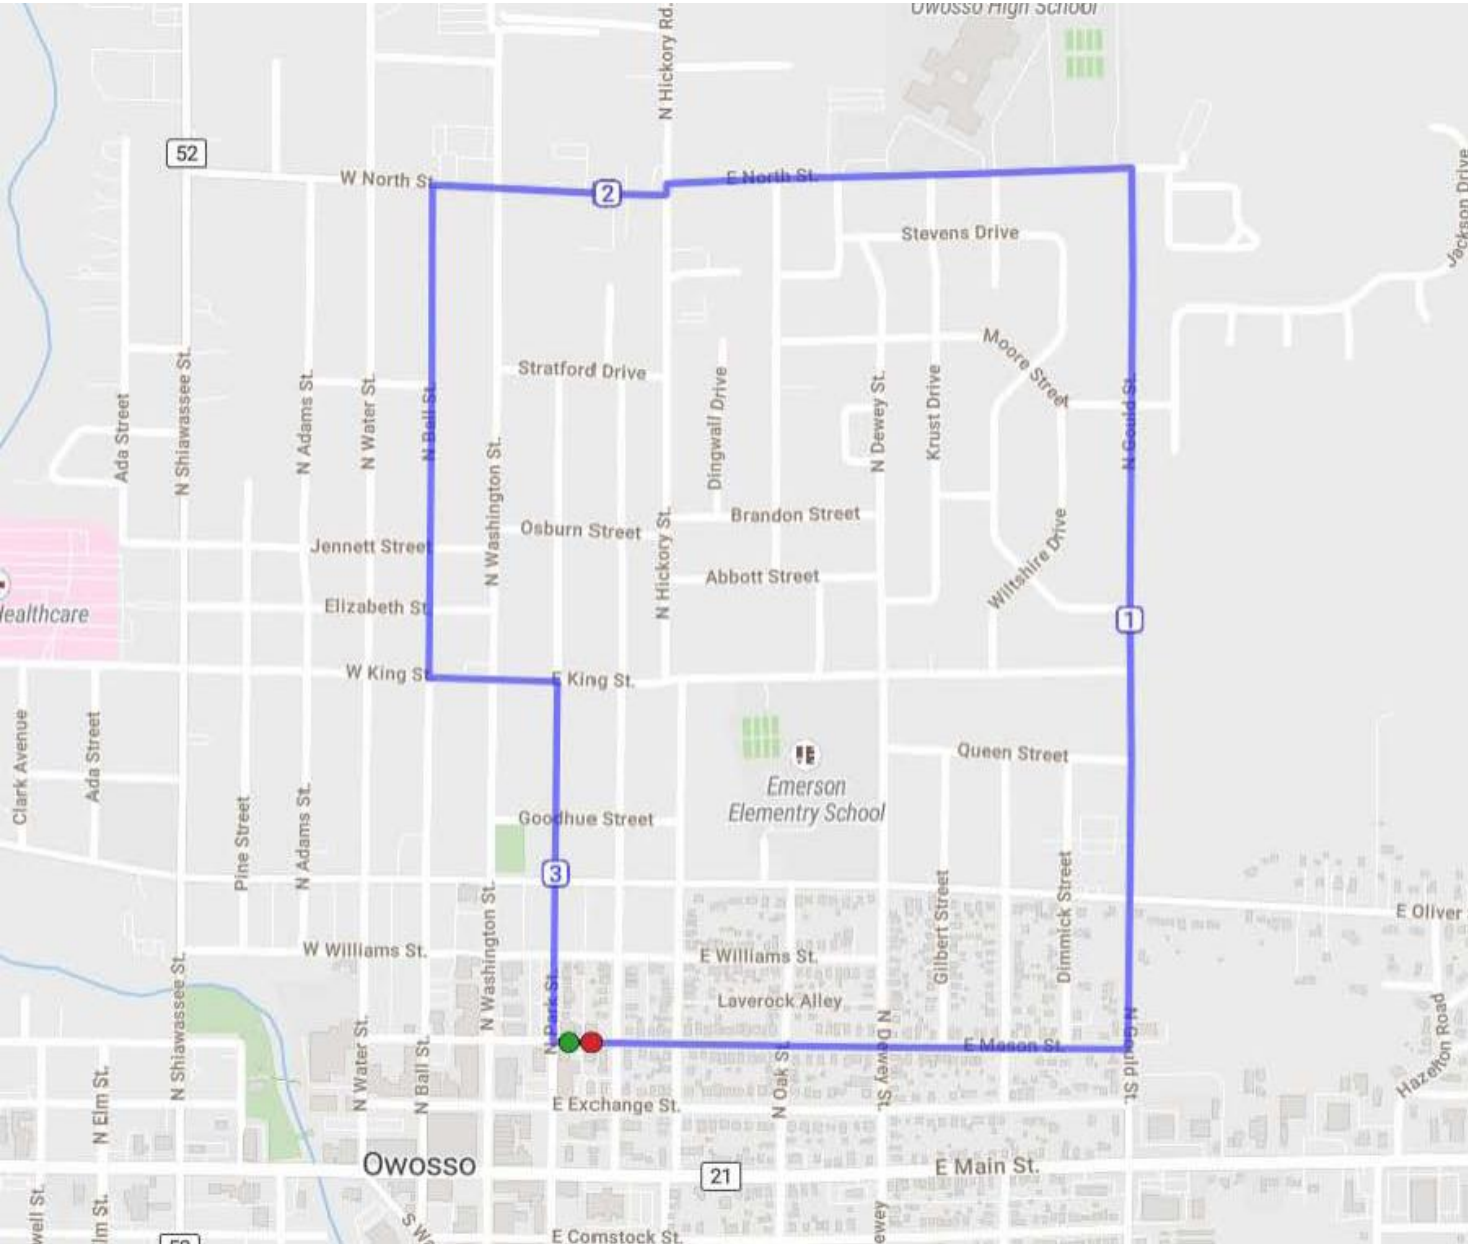 Owosso High School
N Hickory Rd.
52
W North St.
2
E North St.
Stevens Drive
Jackson Drive
Moore Street
Stratford Drive
Ada Street
N Shiawassee St.
N Adams St.
N Water St.
N Ball St.
N Washington St.
Dingwall Drive
N Dewey St.
Krust Drive
N Gould St.
Brandon Street
Osburn Street
N Hickory St.
Jennett Street
Abbott Street
Wiltshire Drive
Healthcare
Elizabeth St.
1
W King St.
E King St.
Clark Avenue
Ada Street
Queen Street
Emerson
Elementry School
Goodhue Street
Pine Street
N Adams St.
3
Gilbert Street
Dimmick Street
E Oliver
N Washington St.
W Williams St.
E Williams St.
N Shiawassee St.
Laverock Alley
N Park St.
E Mason St.
N Water St.
N Ball St.
N Oak St.
N Dewey St.
N Gould St.
Hazelton Road
N Elm St.
E Exchange St.
Owosso
21
E Main St.
well St.
lm St.
S W
ewey
E Comstock St.
52